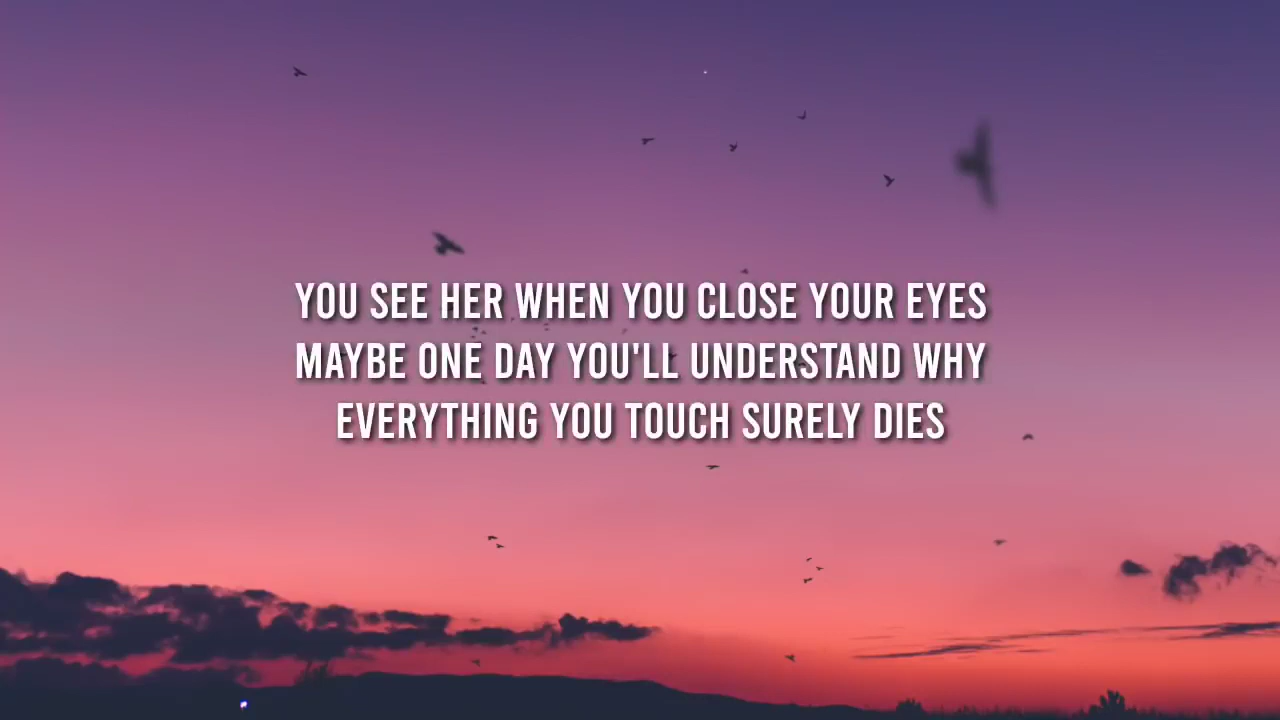 YOU SEE HER WHEN YOU CLOSE YOUR EYES
MAYBE ONE DAY YOU'LL UNDERSTAND WHY
EVERYTHING YOU TOUCH SURELY DIES